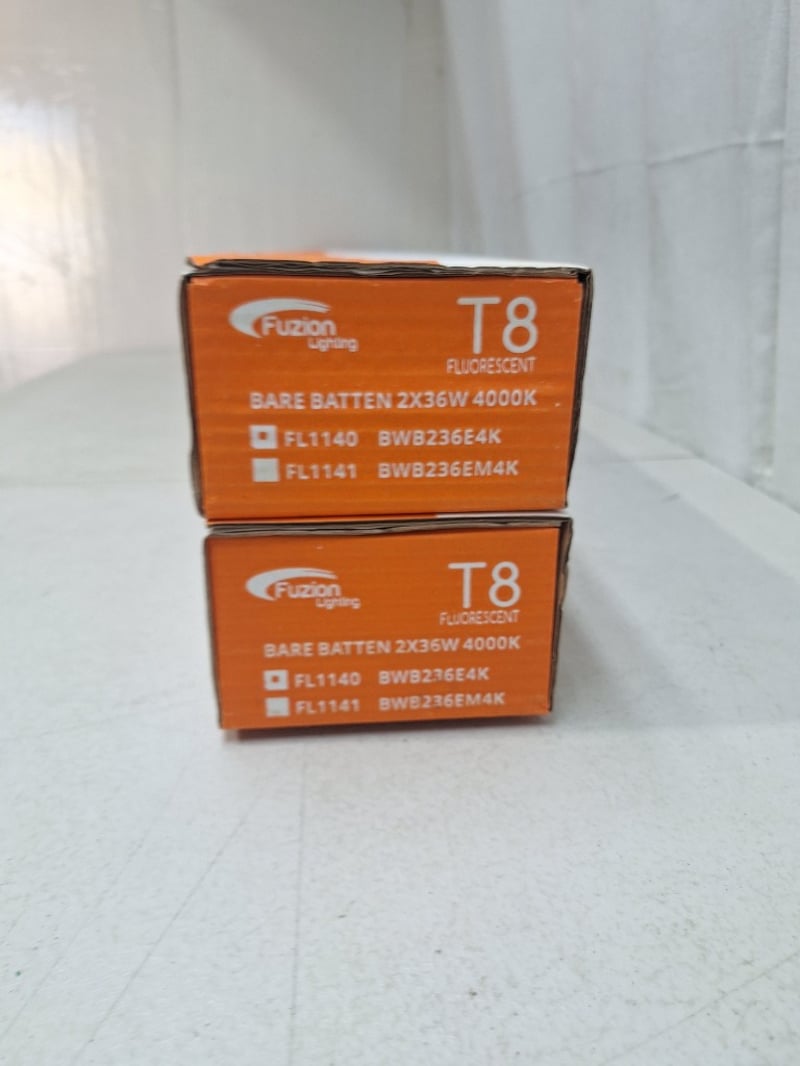 Fuzion
Lighting
T8
FLUORESCENT
BARE BATTEN 2X36W 4000K
FL1140 BWB236E4K
FL1141 BWB236EM4K
Fuzion
Lighting
T8
FLUORESCENT
BARE BATTEN 2X36W 4000K
FL1140 BWB236E4K
FL1141 BWB236EM4K